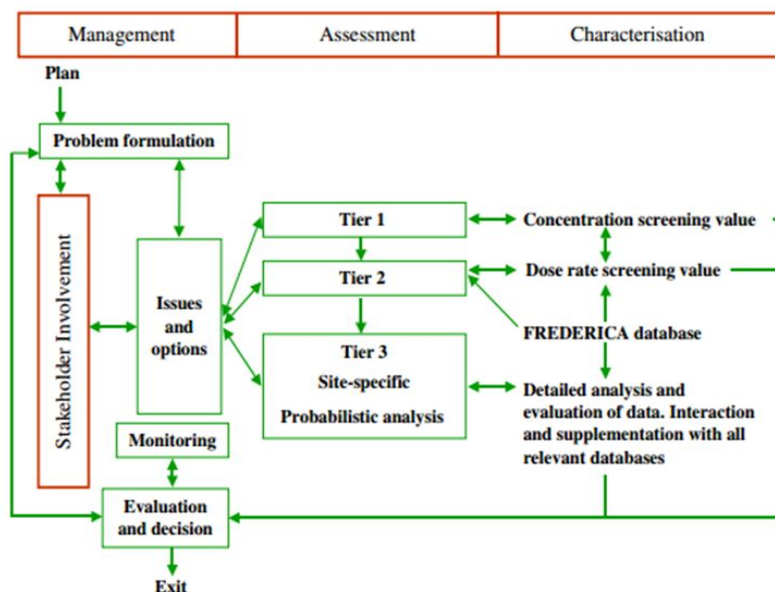 Management
Assessment
Characterisation
Plan
Problem formulation
Stakeholder Involvement
Issues
and
options
Monitoring
Evaluation
and decision
Exit
Tier 1
Tier 2
Tier 3
Site-specific
Probabilistic analysis
Concentration screening value
Dose rate screening value
FREDERICA database
Detailed analysis and
evaluation of data. Interaction
and supplementation with all
relevant databases